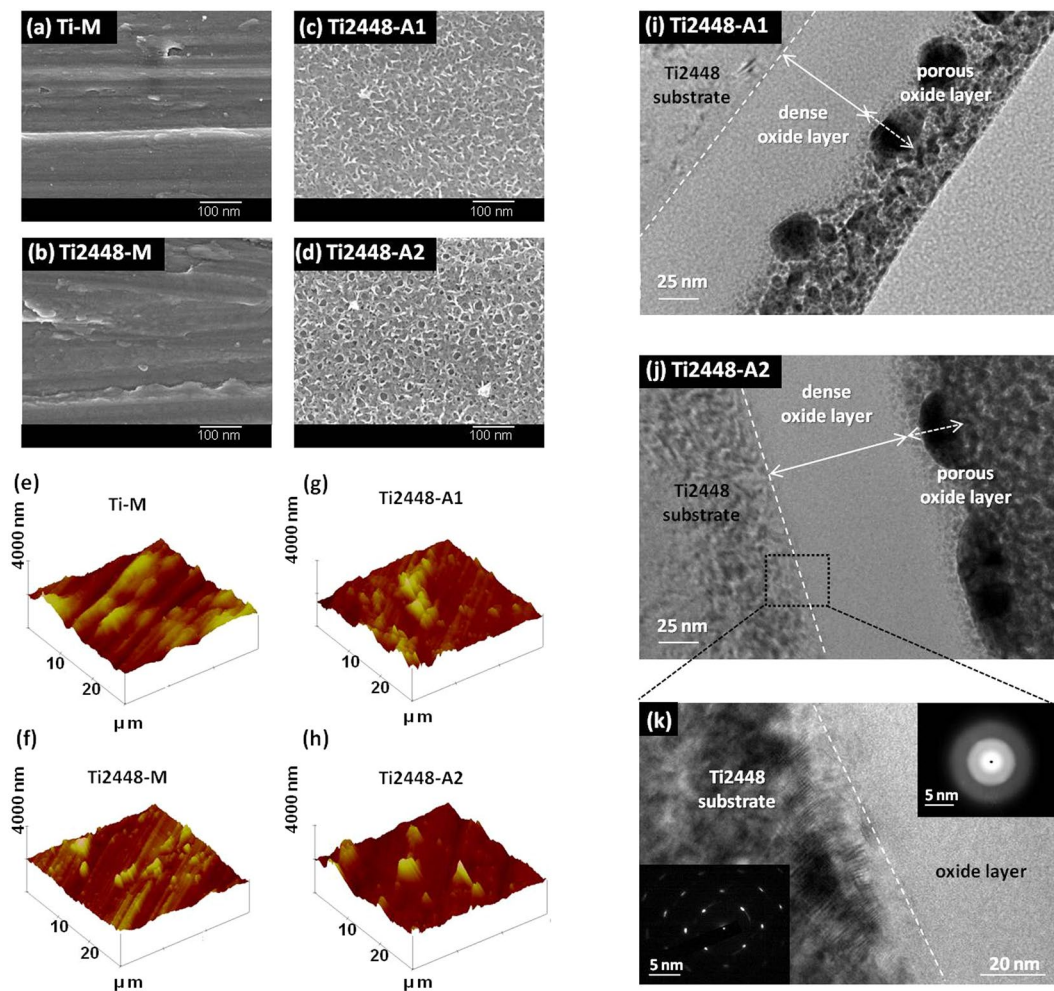 (a) Ti-M
100 nm
(b) Ti2448-M
100 nm
(c) Ti2448-A1
100 nm
(d) Ti2448-A2
100 nm
(e)
Ti-M
4000 nm
10
20
µm
(f)
Ti2448-M
4000 nm
10
20
µm
(g)
Ti2448-A1
4000 nm
10
20
µm
(h)
Ti2448-A2
4000 nm
10
20
µm
(i) Ti2448-A1
Ti2448
substrate
dense
oxide layer
porous
oxide layer
25 nm
(j) Ti2448-A2
dense
oxide layer
Ti2448
substrate
porous
oxide layer
25 nm
(k)
Ti2448
substrate
5 nm
oxide layer
5 nm
20 nm